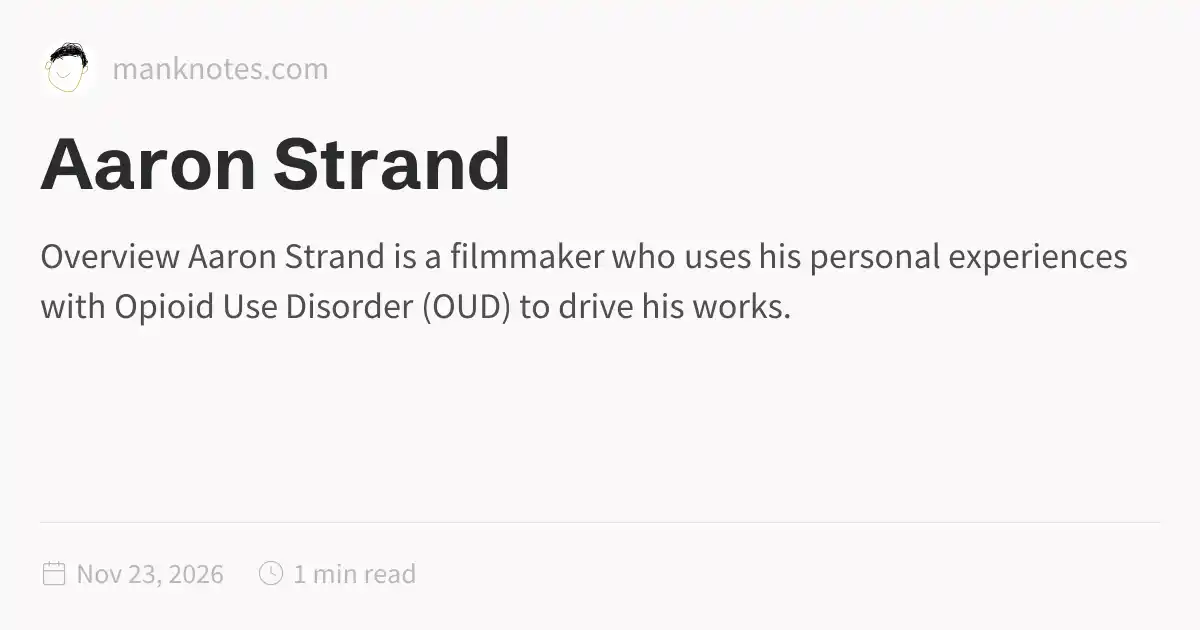 manknotes.com
Aaron Strand
Overview Aaron Strand is a filmmaker who uses his personal experiences
with Opioid Use Disorder (OUD) to drive his works.
Nov 23, 2026 1 min read